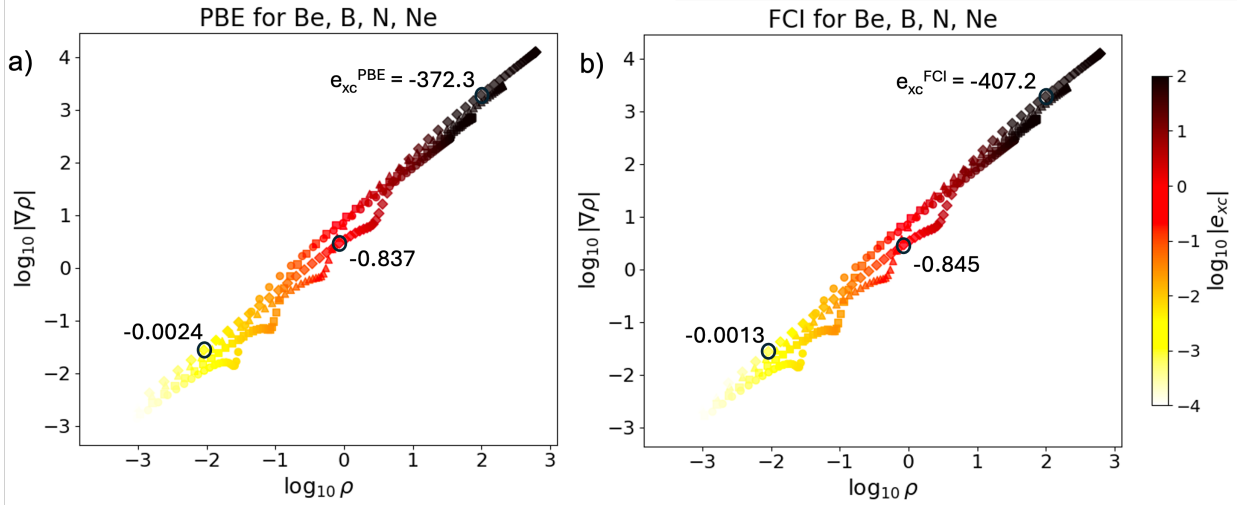 PBE for Be, B, N, Ne
a)
e_xc^PBE = -372.3
-0.837
-0.0024
log₁₀ |∇ρ|
4
3
2
1
0
−1
−2
−3
−3 −2 −1 0 1 2 3
log₁₀ ρ
FCI for Be, B, N, Ne
b)
e_xc^FCI = -407.2
-0.845
-0.0013
log₁₀ |∇ρ|
4
3
2
1
0
−1
−2
−3
−3 −2 −1 0 1 2 3
log₁₀ ρ
2
1
0
−1
−2
−3
−4
log₁₀ |e_xc|